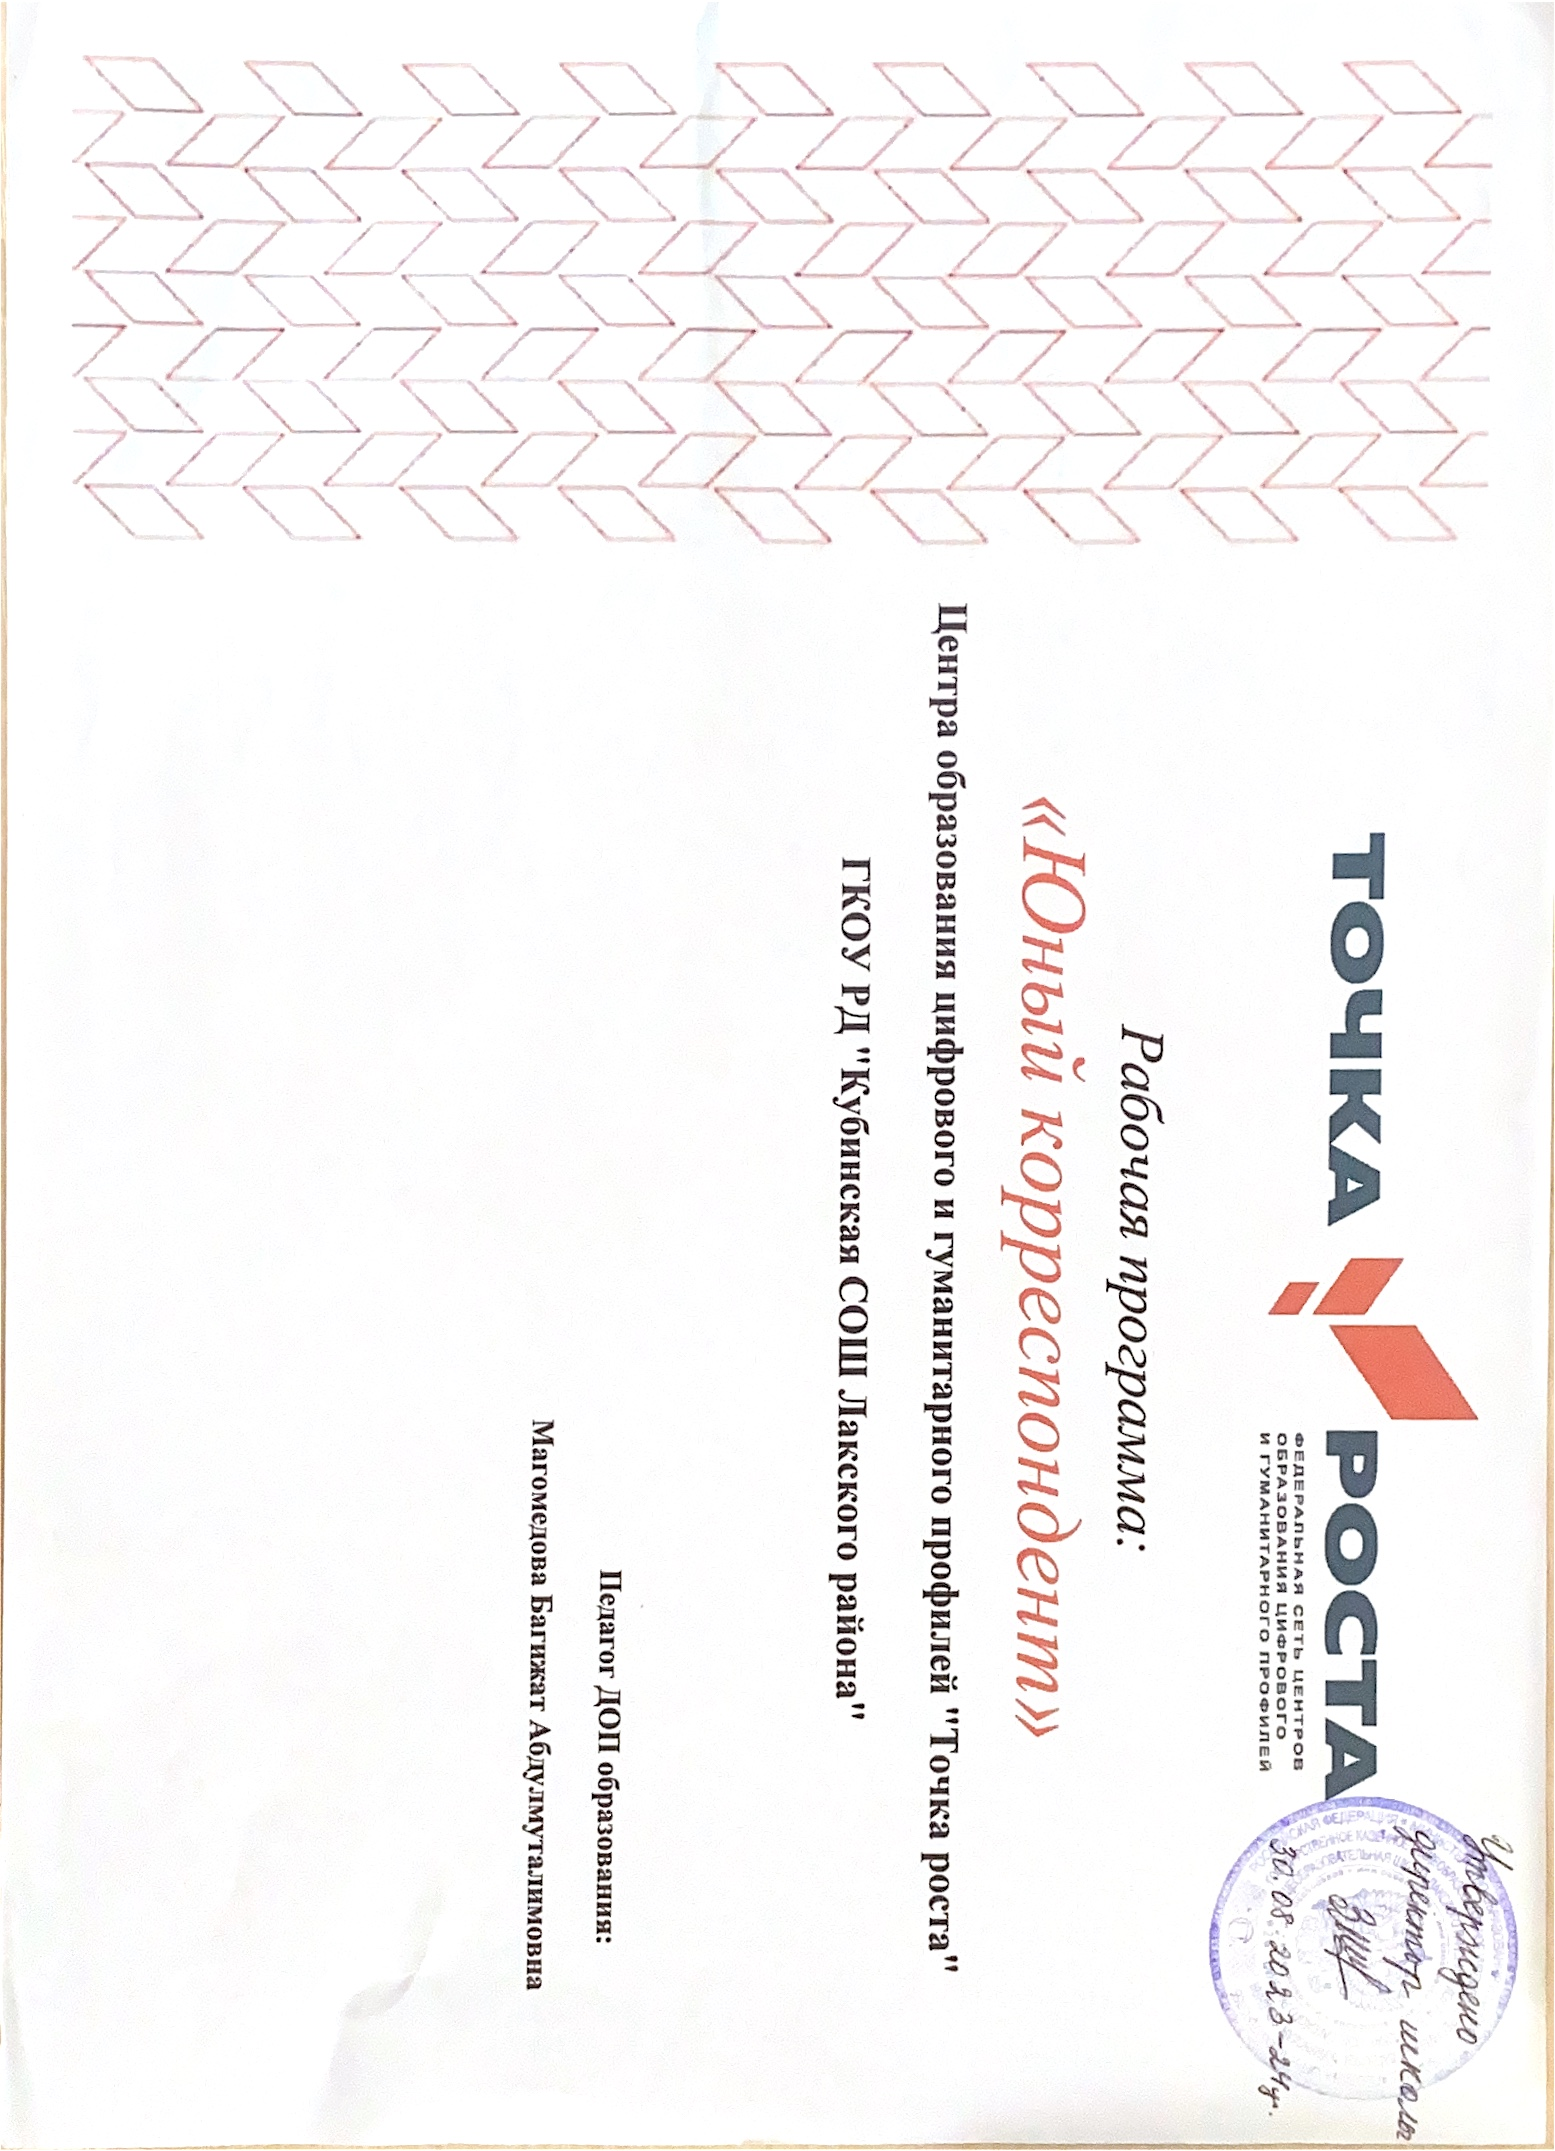 Утверждено
директор школы
30.08.2023-24г.
ТОЧКА РОСТА
ФЕДЕРАЛЬНАЯ СЕТЬ ЦЕНТРОВ
ОБРАЗОВАНИЯ ЦИФРОВОГО
И ГУМАНИТАРНОГО ПРОФИЛЕЙ
Рабочая программа:
«Юный корреспондент»
Центра образования цифрового и гуманитарного профилей "Точка роста"
ГКОУ РД "Кубинская СОШ Лакского района"
Педагог ДОП образования:
Магомедова Багижат Абдулмуталимовна